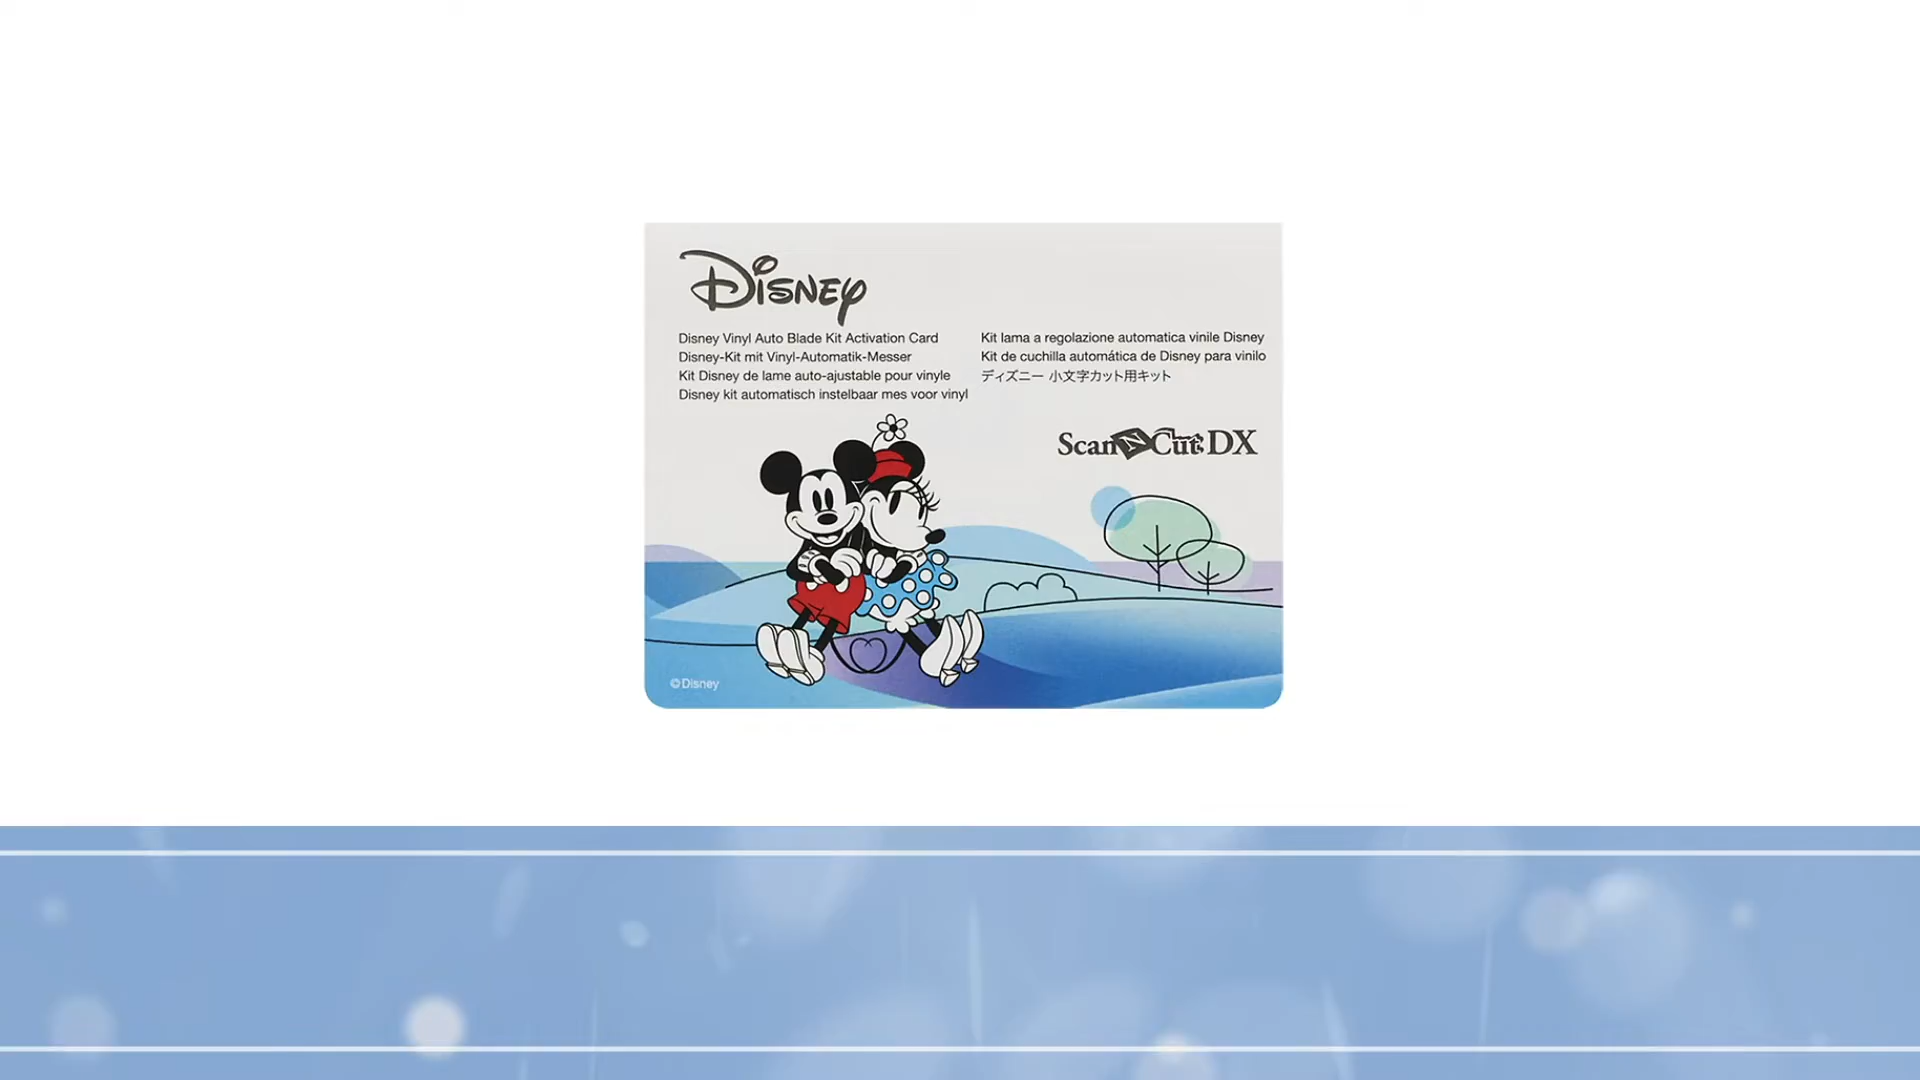 Disney
Disney Vinyl Auto Blade Kit Activation Card
Disney-Kit mit Vinyl-Automatik-Messer
Kit Disney de lame auto-ajustable pour vinyle
Disney kit automatisch instelbaar mes voor vinyl
Kit lama a regolazione automatica vinile Disney
Kit de cuchilla automática de Disney para vinilo
ディズニー 小文字カット用キット
ScanNCut DX
©Disney